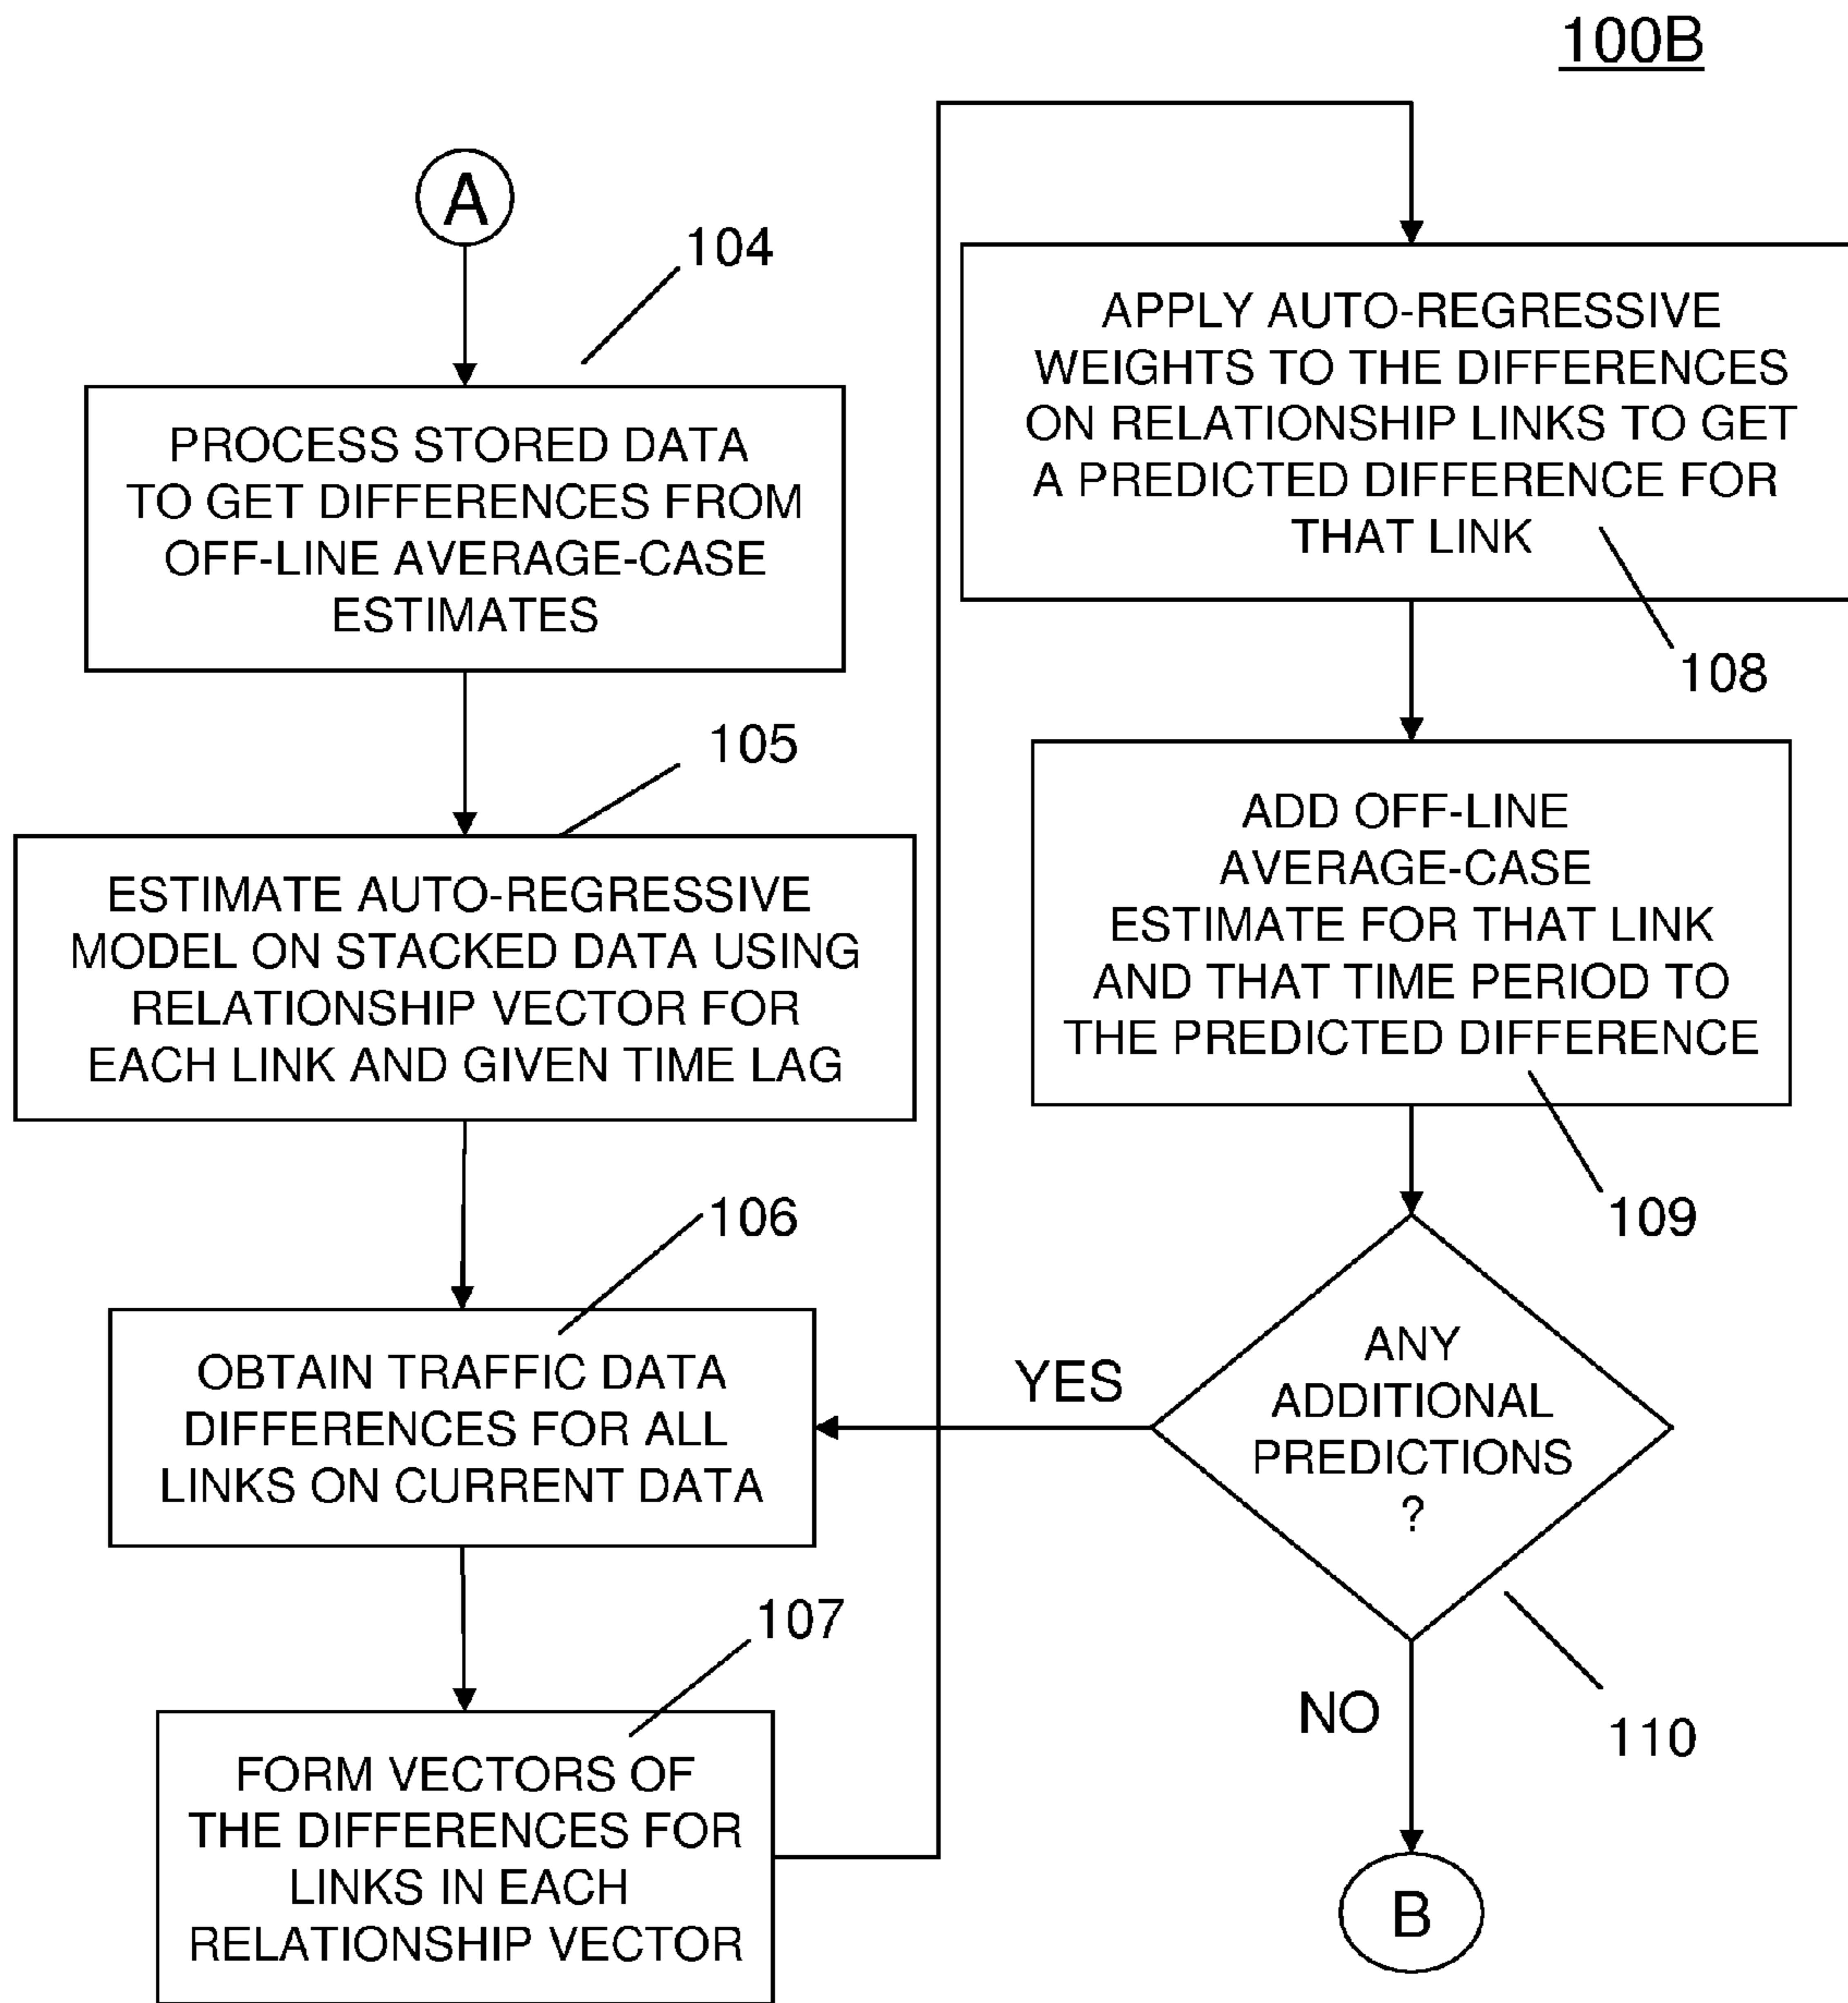 100B
A
104
PROCESS STORED DATA
TO GET DIFFERENCES FROM
OFF-LINE AVERAGE-CASE
ESTIMATES
105
ESTIMATE AUTO-REGRESSIVE
MODEL ON STACKED DATA USING
RELATIONSHIP VECTOR FOR
EACH LINK AND GIVEN TIME LAG
106
OBTAIN TRAFFIC DATA
DIFFERENCES FOR ALL
LINKS ON CURRENT DATA
107
FORM VECTORS OF
THE DIFFERENCES FOR
LINKS IN EACH
RELATIONSHIP VECTOR
APPLY AUTO-REGRESSIVE
WEIGHTS TO THE DIFFERENCES
ON RELATIONSHIP LINKS TO GET
A PREDICTED DIFFERENCE FOR
THAT LINK
108
ADD OFF-LINE
AVERAGE-CASE
ESTIMATE FOR THAT LINK
AND THAT TIME PERIOD TO
THE PREDICTED DIFFERENCE
109
YES
ANY
ADDITIONAL
PREDICTIONS
?
110
NO
B